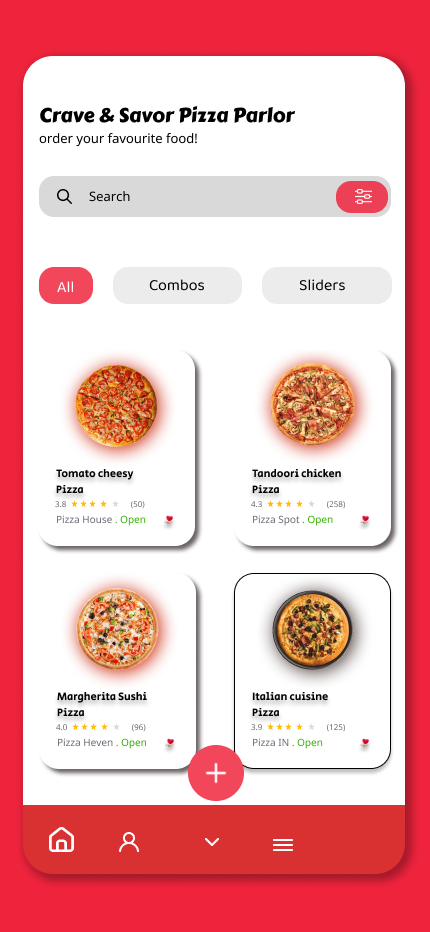 Crave & Savor Pizza Parlor
order your favourite food!
Search
All
Combos
Sliders
Tomato cheesy
Pizza
3.8 (50)
Pizza House . Open
Tandoori chicken
Pizza
4.3 (258)
Pizza Spot . Open
Margherita Sushi
Pizza
4.0 (96)
Pizza Heven . Open
Italian cuisine
Pizza
3.9 (125)
Pizza IN . Open